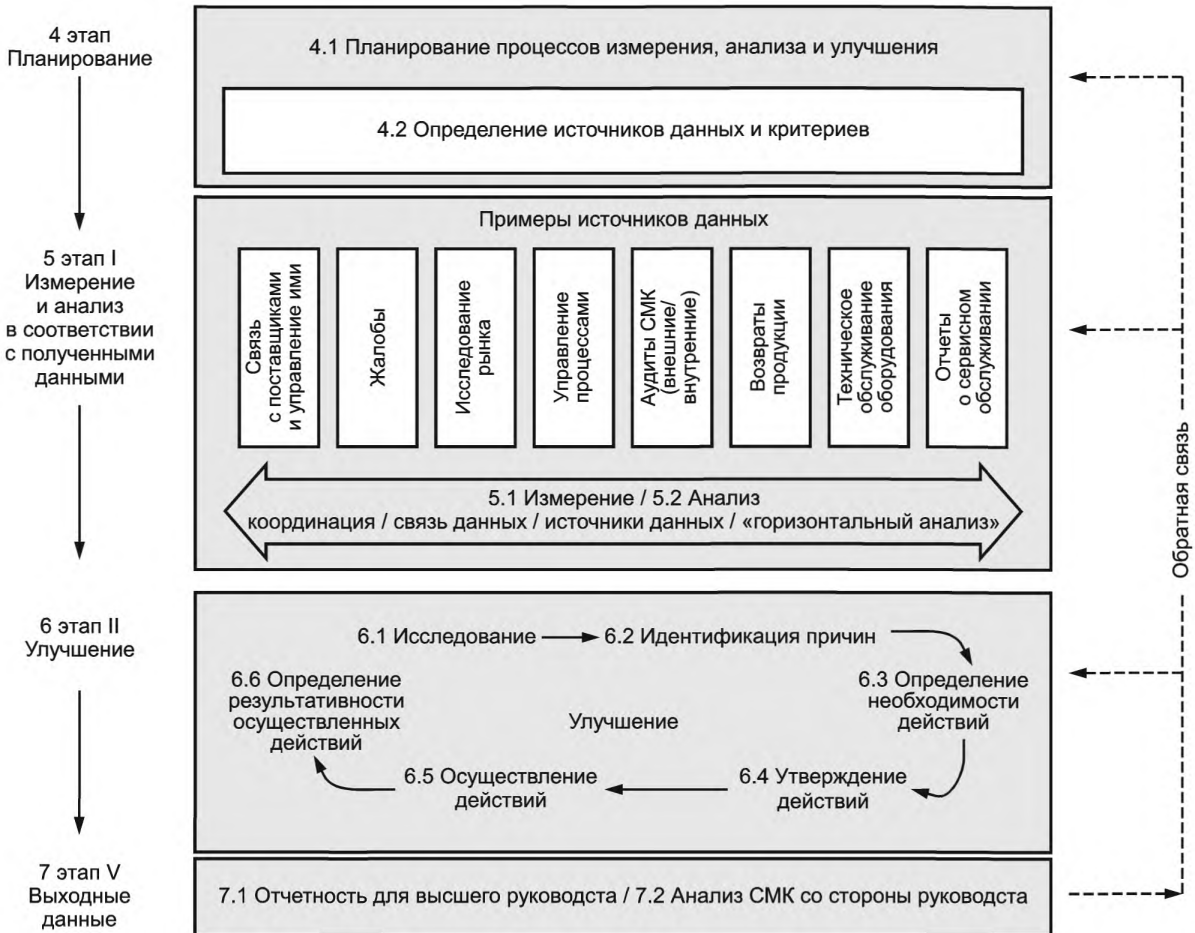 4 этап
Планирование
4.1 Планирование процессов измерения, анализа и улучшения
4.2 Определение источников данных и критериев
5 этап I
Измерение
и анализ
в соответствии
с полученными
данными
Примеры источников данных
Связь
с поставщиками
и управление ими
Жалобы
Исследование
рынка
Управление
процессами
Аудиты СМК
(внешние/
внутренние)
Возвраты
продукции
Техническое
обслуживание
оборудования
Отчеты
о сервисном
обслуживании
5.1 Измерение / 5.2 Анализ
координация / связь данных / источники данных / «горизонтальный анализ»
6 этап II
Улучшение
6.1 Исследование
6.2 Идентификация причин
6.3 Определение
необходимости
действий
6.4 Утверждение
действий
6.5 Осуществление
действий
6.6 Определение
результативности
осуществленных
действий
Улучшение
7 этап V
Выходные
данные
7.1 Отчетность для высшего руководста / 7.2 Анализ СМК со стороны руководста
Обратная связь